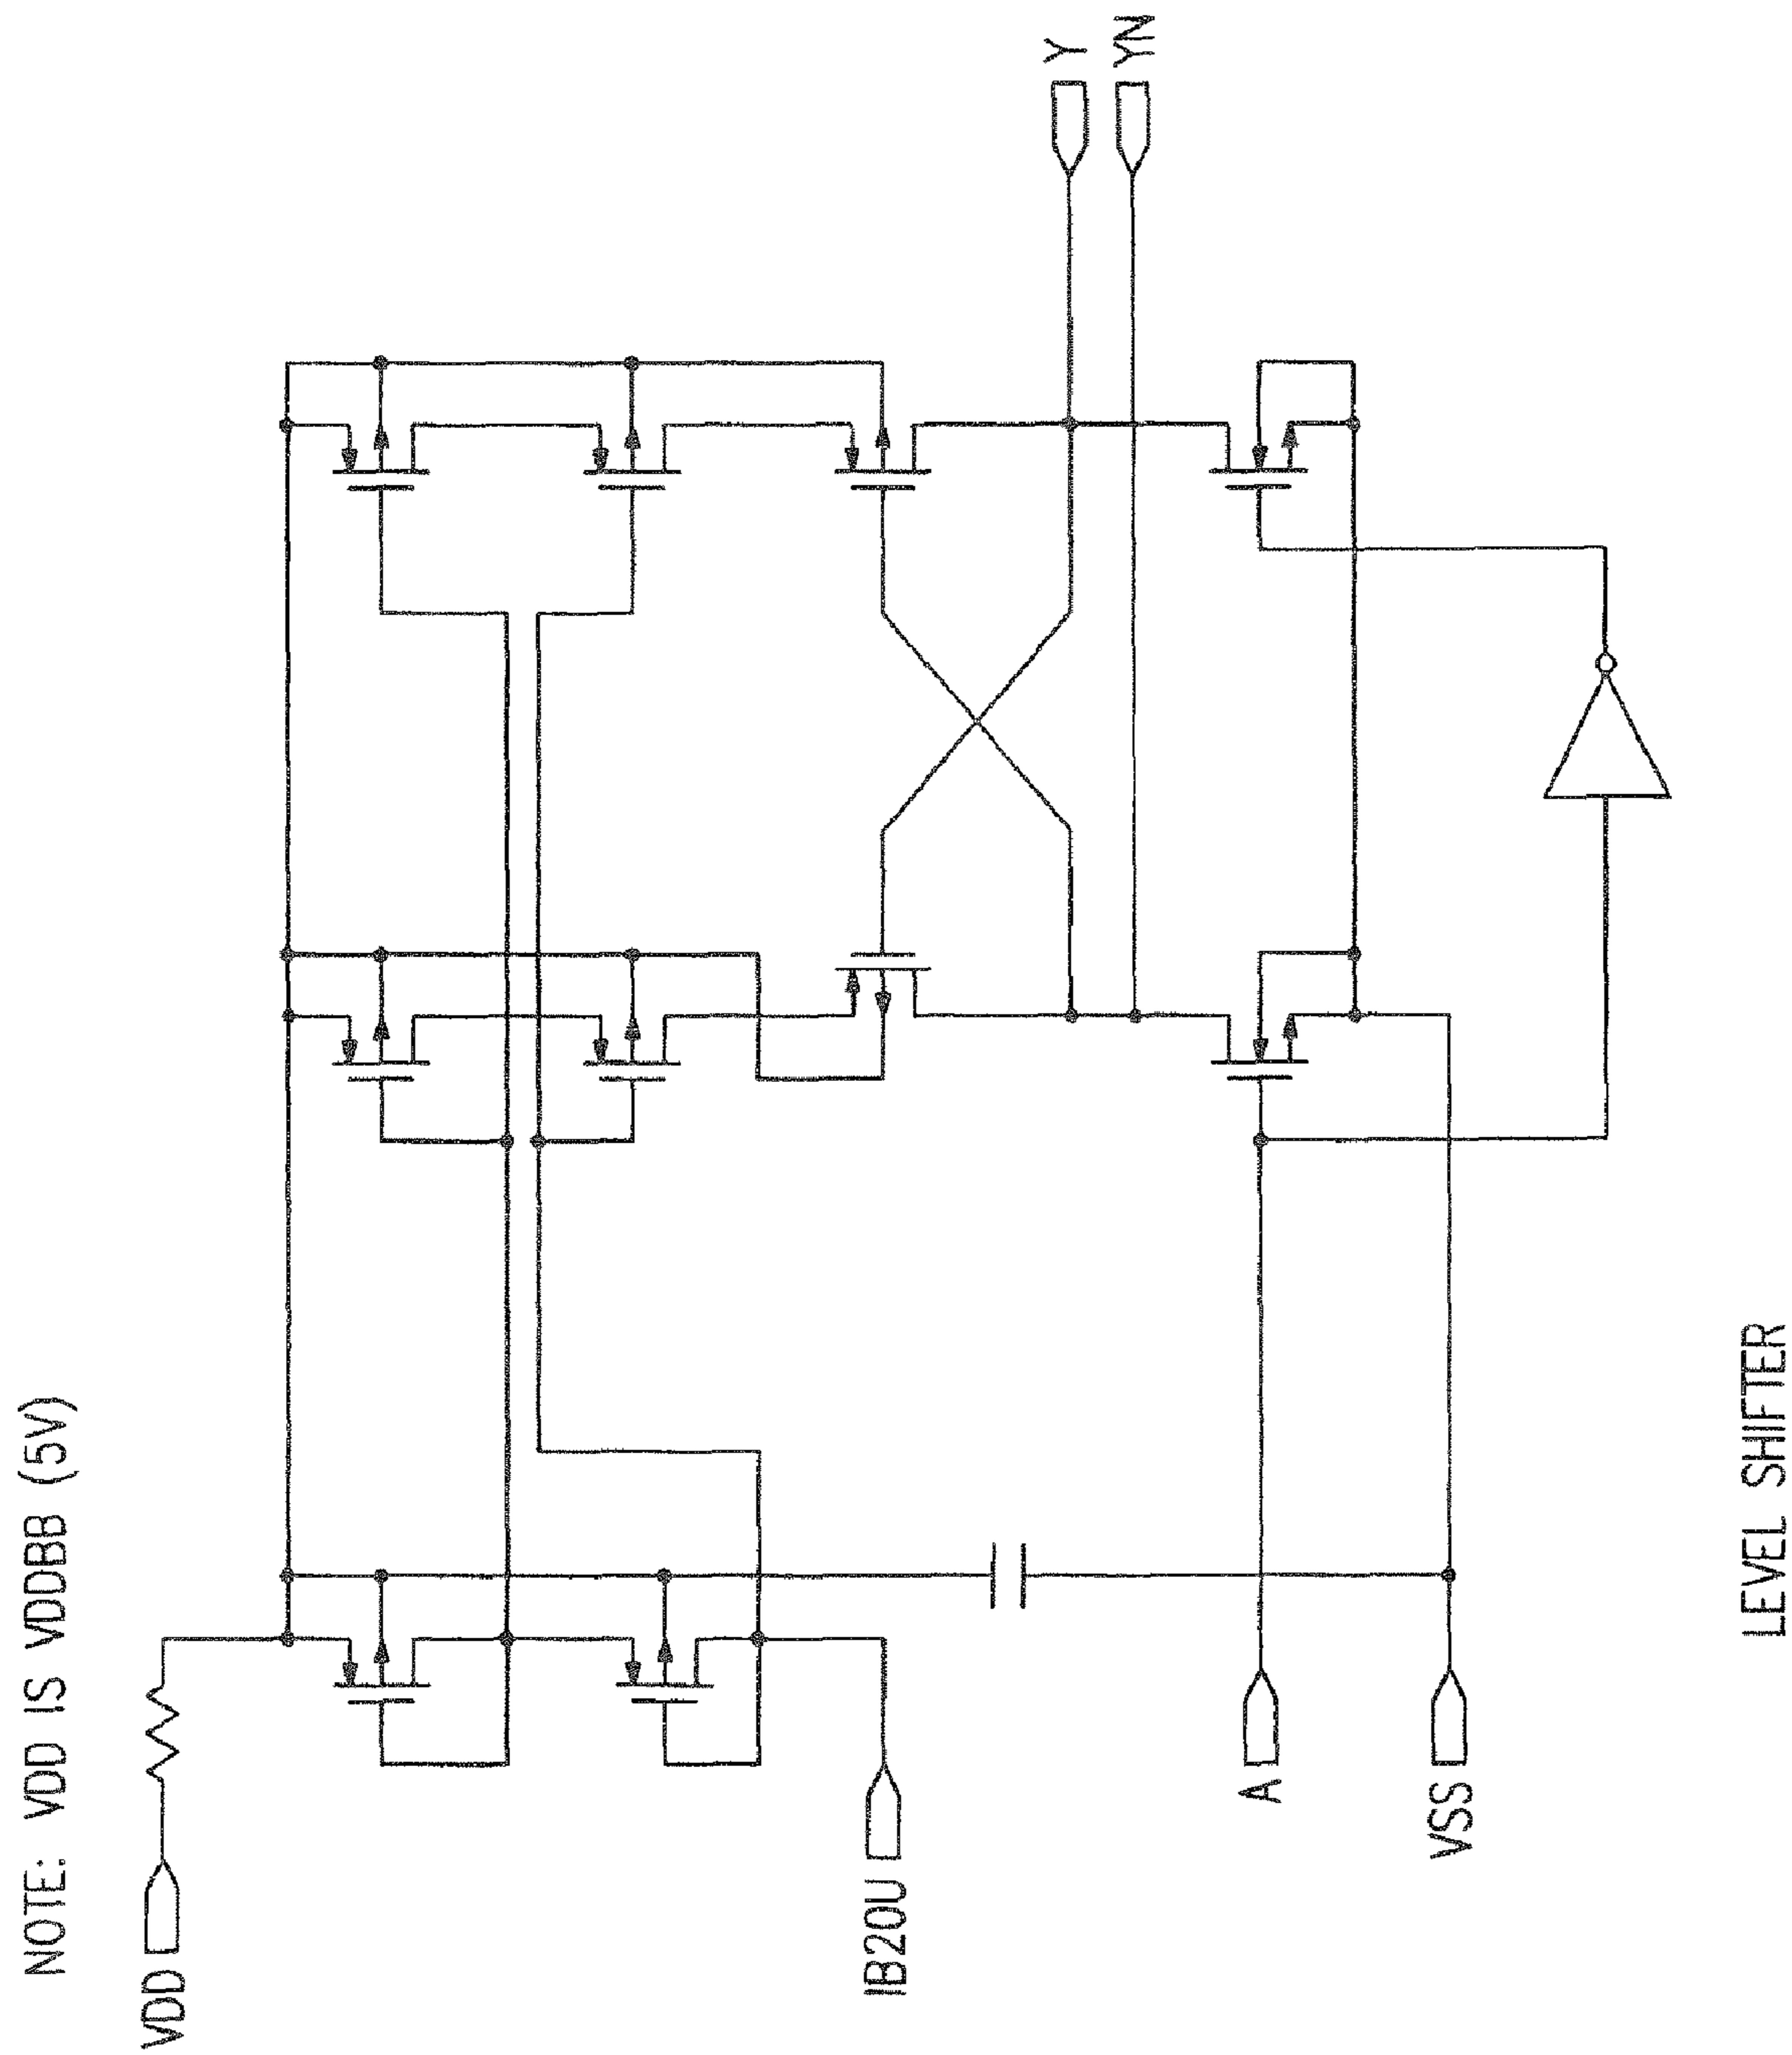 NOTE: VDD IS VDDBB (5V)
VDD
IB20U
A
VSS
Y
YN
LEVEL SHIFTER